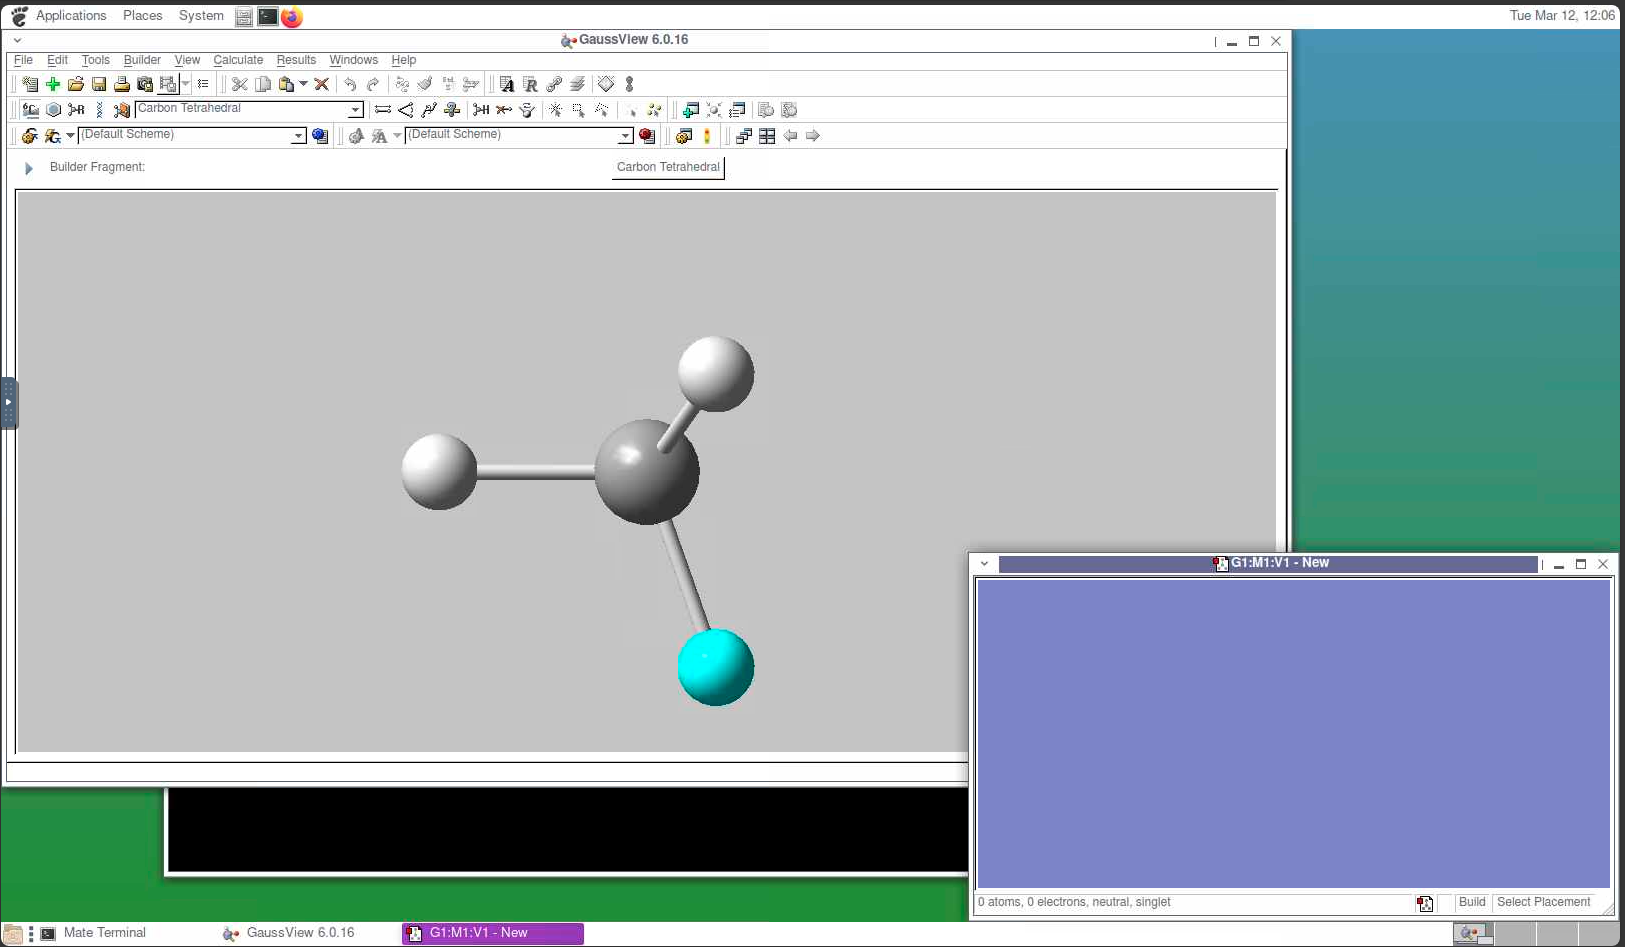 Applications Places System Tue Mar 12, 12:06
GaussView 6.0.16
File Edit Tools Builder View Calculate Results Windows Help
Carbon Tetrahedral
(Default Scheme) (Default Scheme)
Builder Fragment: Carbon Tetrahedral
G1:M1:V1 - New
0 atoms, 0 electrons, neutral, singlet Build Select Placement
Mate Terminal GaussView 6.0.16 G1:M1:V1 - New